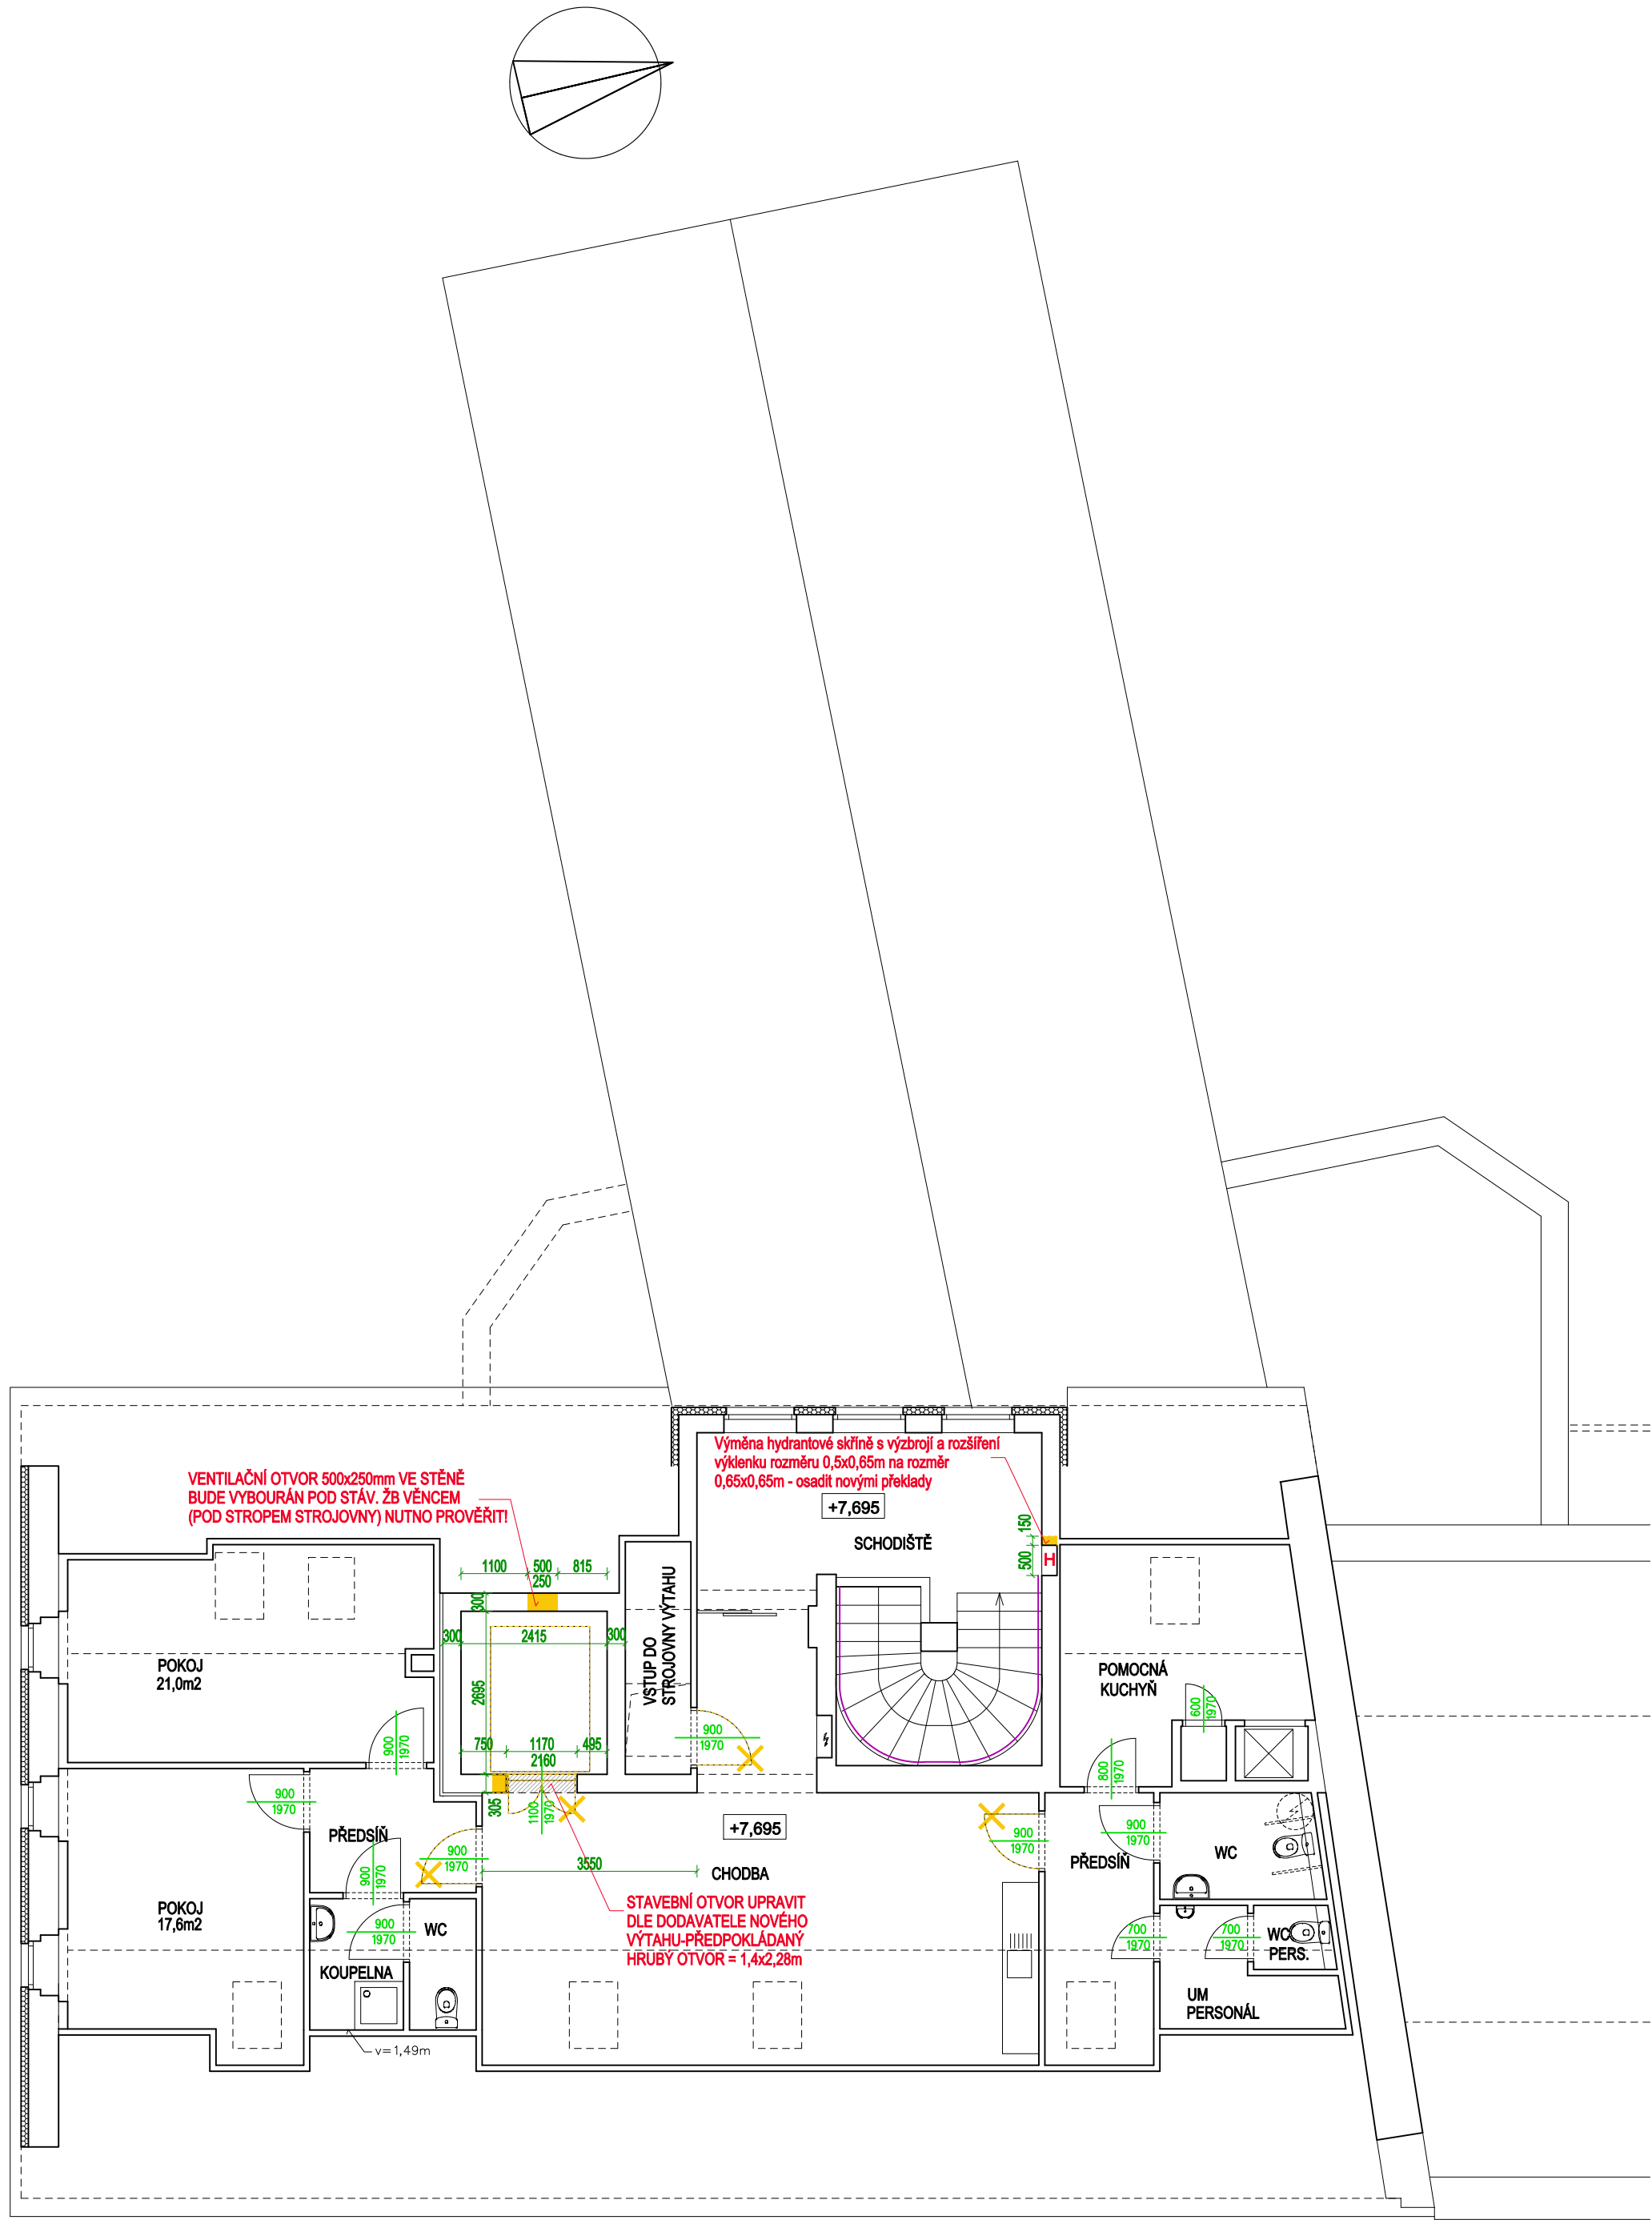 Výměna hydrantové skříně s výzbrojí a rozšíření
výklenku rozměru 0,5x0,65m na rozměr
0,65x0,65m - osadit novými překlady
VENTILAČNÍ OTVOR 500x250mm VE STĚNĚ
BUDE VYBOURÁN POD STÁV. ŽB VĚNCEM
(POD STROPEM STROJOVNY) NUTNO PROVĚŘIT!
+7,695
SCHODIŠTĚ
150
500
H
1100
500
815
250
300
300
2415
300
2695
VSTUP DO
STROJOVNY VÝTAHU
POKOJ
21,0m2
POMOCNÁ
KUCHYŇ
600
1970
900
1970
900
1970
750
1170
495
2160
800
1970
305
1100
1970
900
1970
PŘEDSÍŇ
900
1970
900
1970
3550
+7,695
CHODBA
900
1970
900
1970
PŘEDSÍŇ
WC
POKOJ
17,6m2
900
1970
WC
KOUPELNA
v=1,49m
STAVEBNÍ OTVOR UPRAVIT
DLE DODAVATELE NOVÉHO
VÝTAHU-PŘEDPOKLÁDANÝ
HRUBÝ OTVOR = 1,4x2,28m
700
1970
700
1970
WC
PERS.
UM
PERSONÁL